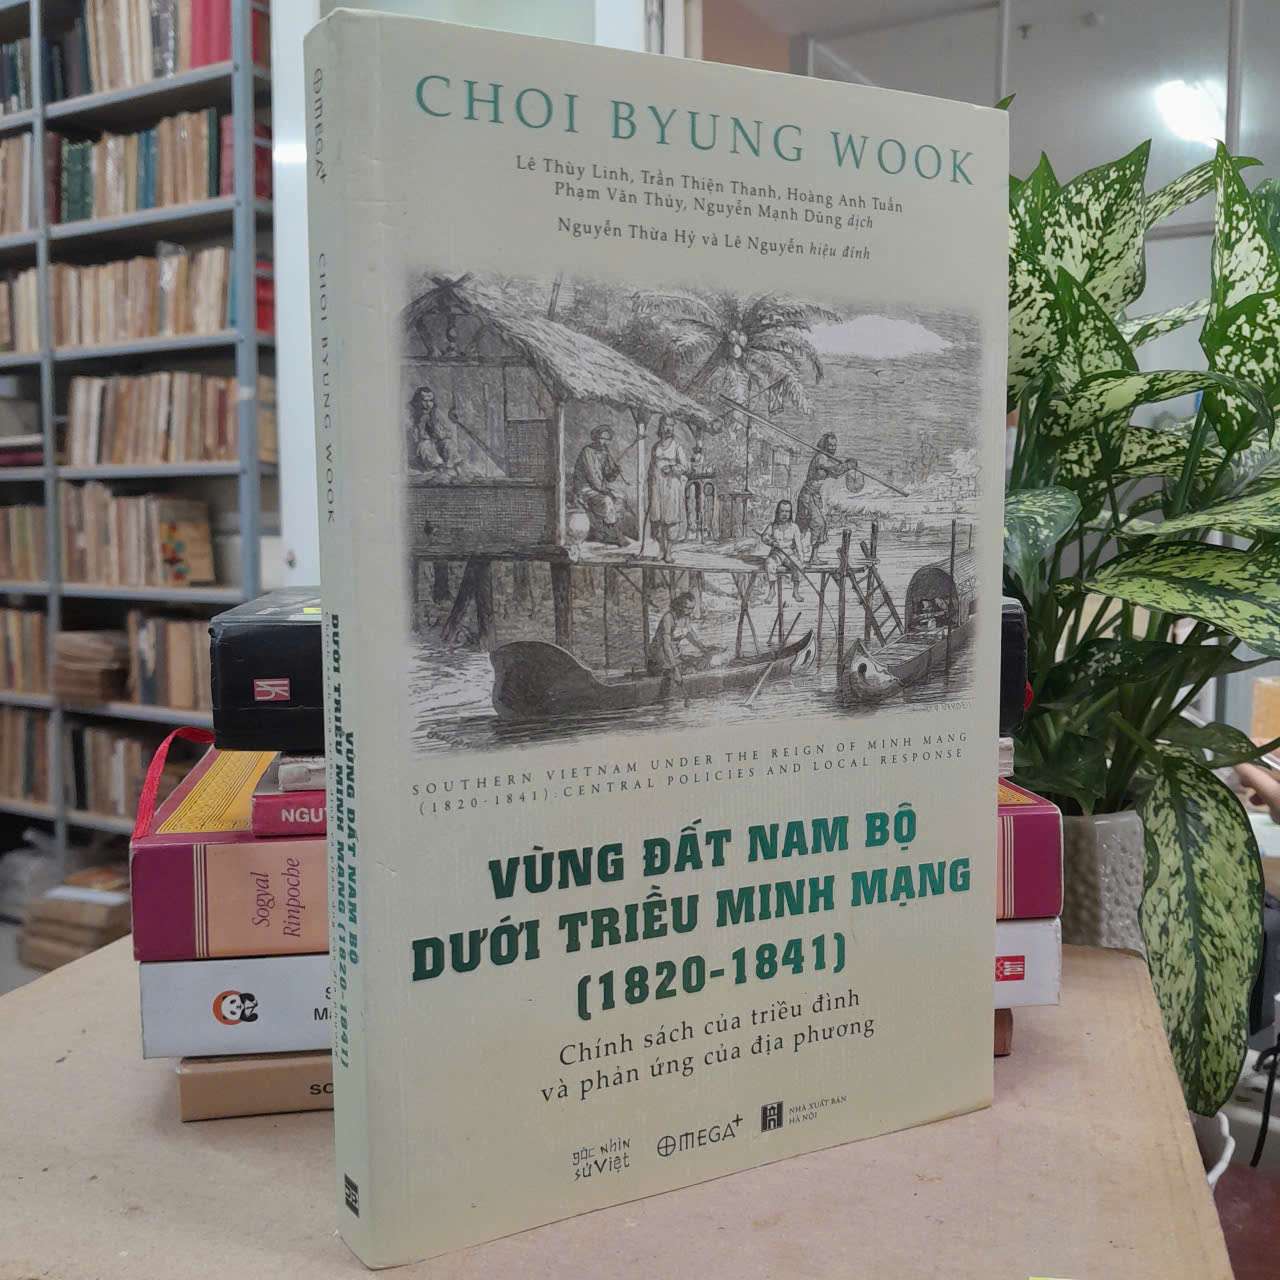 CHOI BYUNG WOOK
Lê Thùy Linh, Trần Thiện Thanh, Hoàng Anh Tuấn
Phạm Văn Thủy, Nguyễn Mạnh Dũng dịch
Nguyễn Thừa Hỷ và Lê Nguyễn hiệu đính
SOUTHERN VIETNAM UNDER THE REIGN OF MINH MANG
(1820-1841): CENTRAL POLICIES AND LOCAL RESPONSE
VÙNG ĐẤT NAM BỘ
DƯỚI TRIỀU MINH MẠNG
(1820-1841)
Chính sách của triều đình
và phản ứng của địa phương
góc nhìn
sử việt
OMEGA+
NHÀ XUẤT BẢN
HÀ NỘI
OMEGA+
CHOI BYUNG WOOK
VÙNG ĐẤT NAM BỘ
DƯỚI TRIỀU MINH MẠNG (1820-1841)
NGUY
Sogyal
Rinpoche